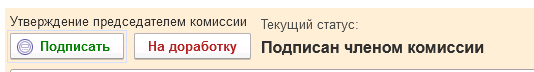 Утверждение председателем комиссии
Текущий статус:
Подписать
На доработку
Подписан членом комиссии